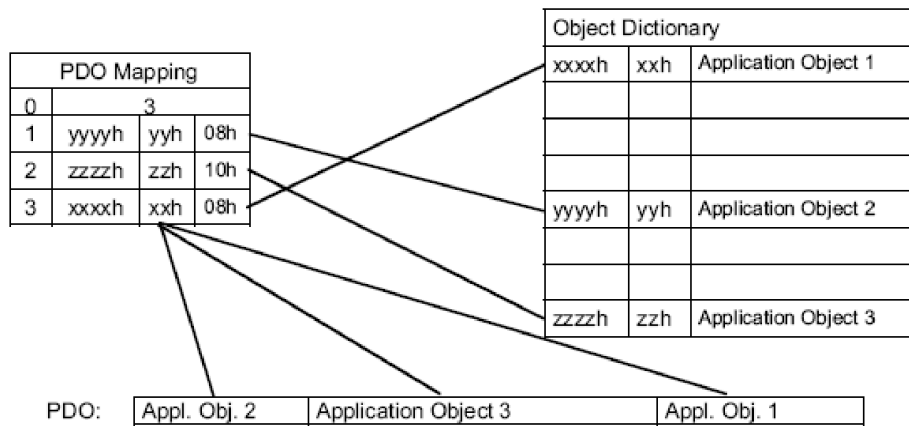 Object Dictionary
xxxxh xxh Application Object 1
yyyyh yyh Application Object 2
zzzzh zzh Application Object 3
PDO Mapping
0 3
1 yyyyh yyh 08h
2 zzzzh zzh 10h
3 xxxxh xxh 08h
PDO: Appl. Obj. 2 Application Object 3 Appl. Obj. 1